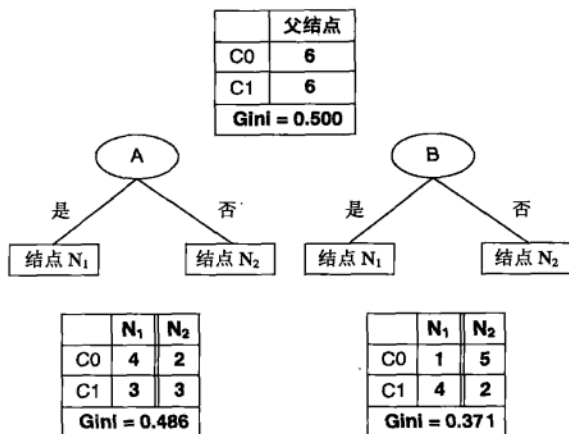 父结点
C0 6
C1 6
Gini = 0.500
A B
是 否 是 否
结点 N₁ 结点 N₂ 结点 N₁ 结点 N₂
N₁ N₂
C0 4 2
C1 3 3
Gini = 0.486
N₁ N₂
C0 1 5
C1 4 2
Gini = 0.371